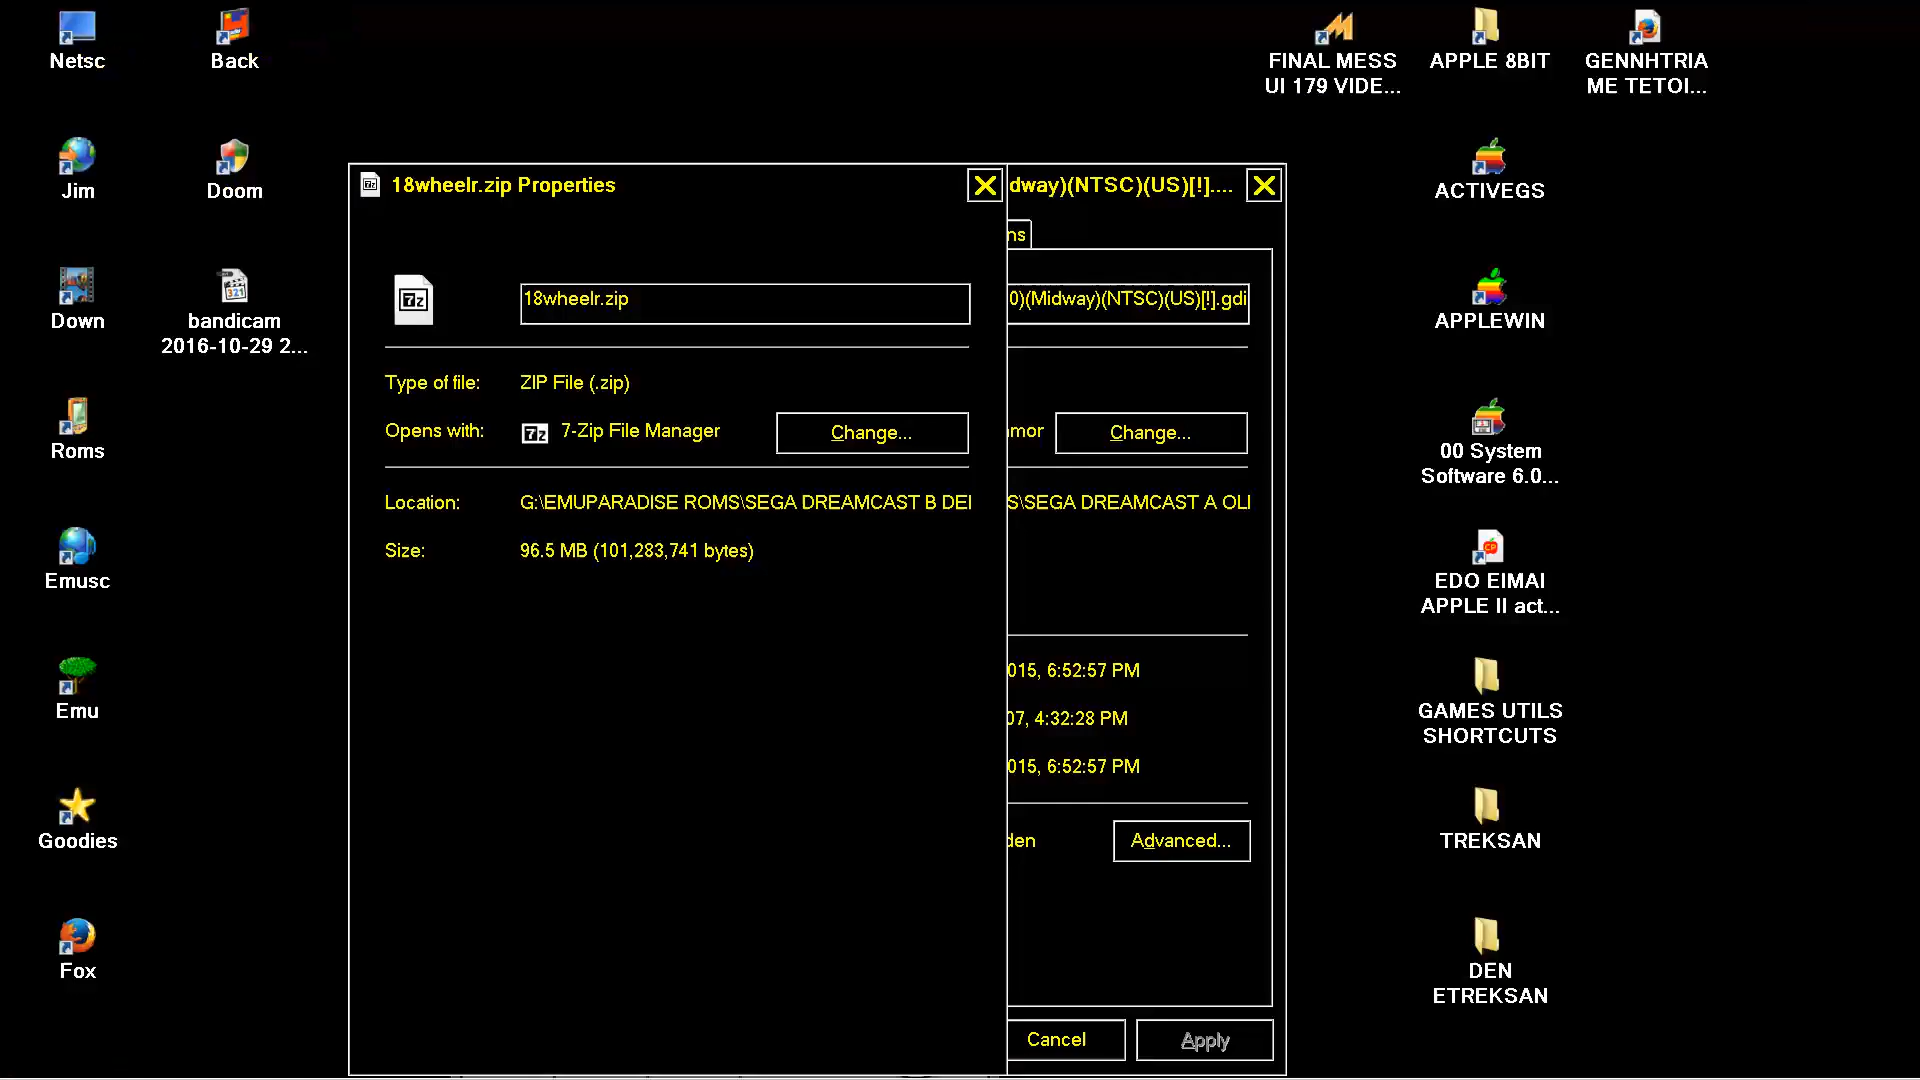 Netsc
Back
FINAL MESS
UI 179 VIDE...
APPLE 8BIT
GENNHTRIA
ME TETOI...
Jim
Doom
ACTIVEGS
Down
bandicam
2016-10-29 2...
APPLEWIN
Roms
00 System
Software 6.0...
Emusc
EDO EIMAI
APPLE II act...
Emu
GAMES UTILS
SHORTCUTS
Goodies
TREKSAN
Fox
DEN
ETREKSAN
18wheelr.zip Properties
18wheelr.zip
Type of file: ZIP File (.zip)
Opens with: 7-Zip File Manager Change...
Location: G:\EMUPARADISE ROMS\SEGA DREAMCAST B DEI
Size: 96.5 MB (101,283,741 bytes)
dway)(NTSC)(US)[!]....
ns
0)(Midway)(NTSC)(US)[!].gdi
mor Change...
S\SEGA DREAMCAST A OLI
015, 6:52:57 PM
07, 4:32:28 PM
015, 6:52:57 PM
den Advanced...
Cancel Apply